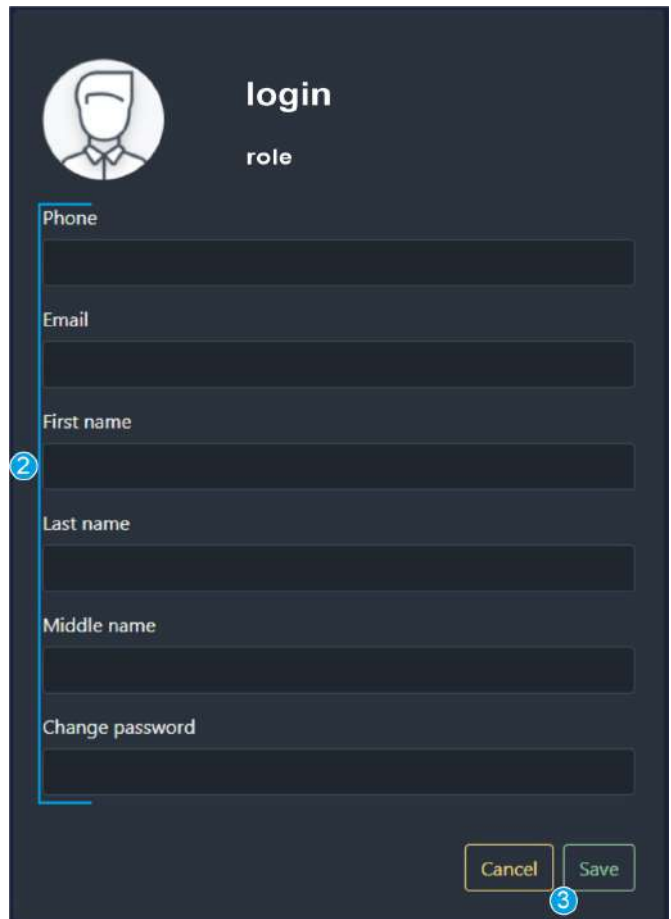 login
role
Phone
Email
First name
2
Last name
Middle name
Change password
Cancel Save
3